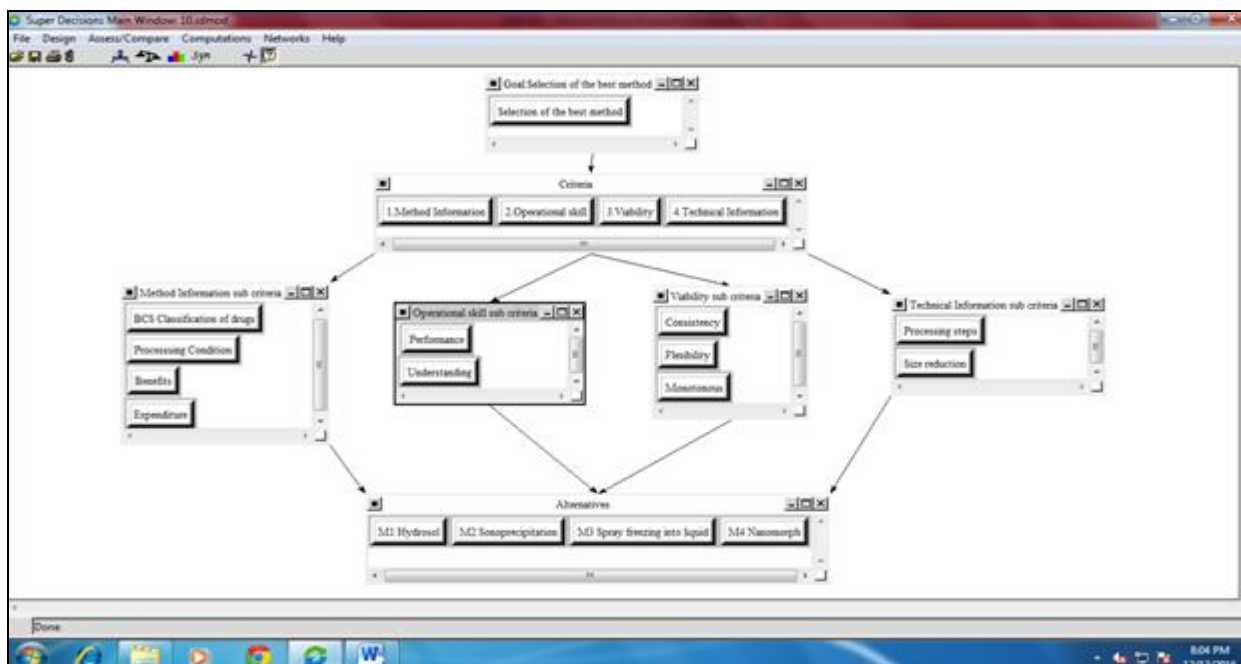 Super Decisions Main Window: 10.sdmod
File Design Assess/Compare Computations Networks Help
Syn
Goal:Selection of the best method
Selection of the best method
Criteria
1.Method Information 2.Operational skill 3.Viability 4.Technical Information
Method Information sub criteria
BCS Classification of drugs
Processing Condition
Benefits
Expenditure
Operational skill sub criteria
Performance
Understanding
Viability sub criteria
Consistency
Flexibility
Monotonous
Technical Information sub criteria
Processing steps
Size reduction
Alternatives
M1 Hydrosol M2 Sonoprecipitation M3 Spray freezing into liquid M4 Nanomorph
Done
8:04 PM